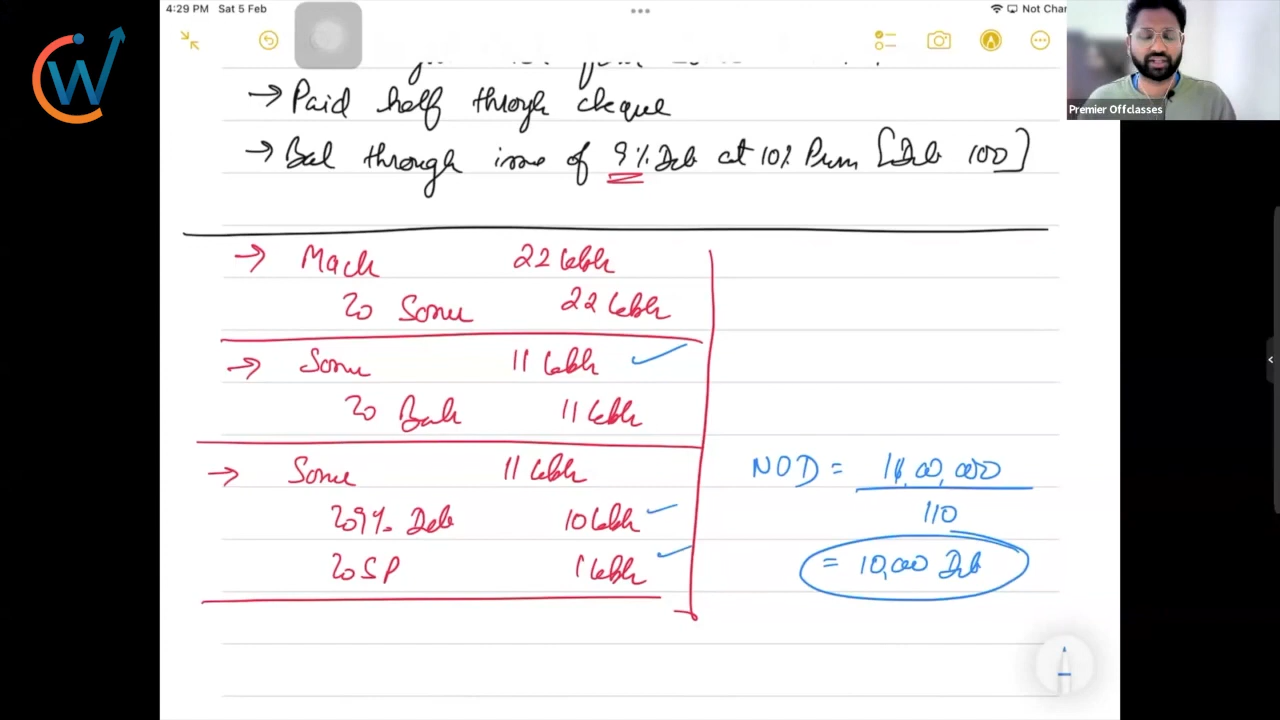 4:29 PM Sat 5 Feb
Not Char
Premier Offclasses
CW
→ Paid half through cheque
→ Bal through issue of 9% Deb at 10% Prem [Deb 100]
→ Mach 22 lakh
To Sonu 22 lakh
→ Sonu 11 lakh
To Bank 11 lakh
→ Sonu 11 lakh
To 9% Deb 10 lakh
To SP 1 lakh
NOD = 11,00,000
110
= 10,000 Deb